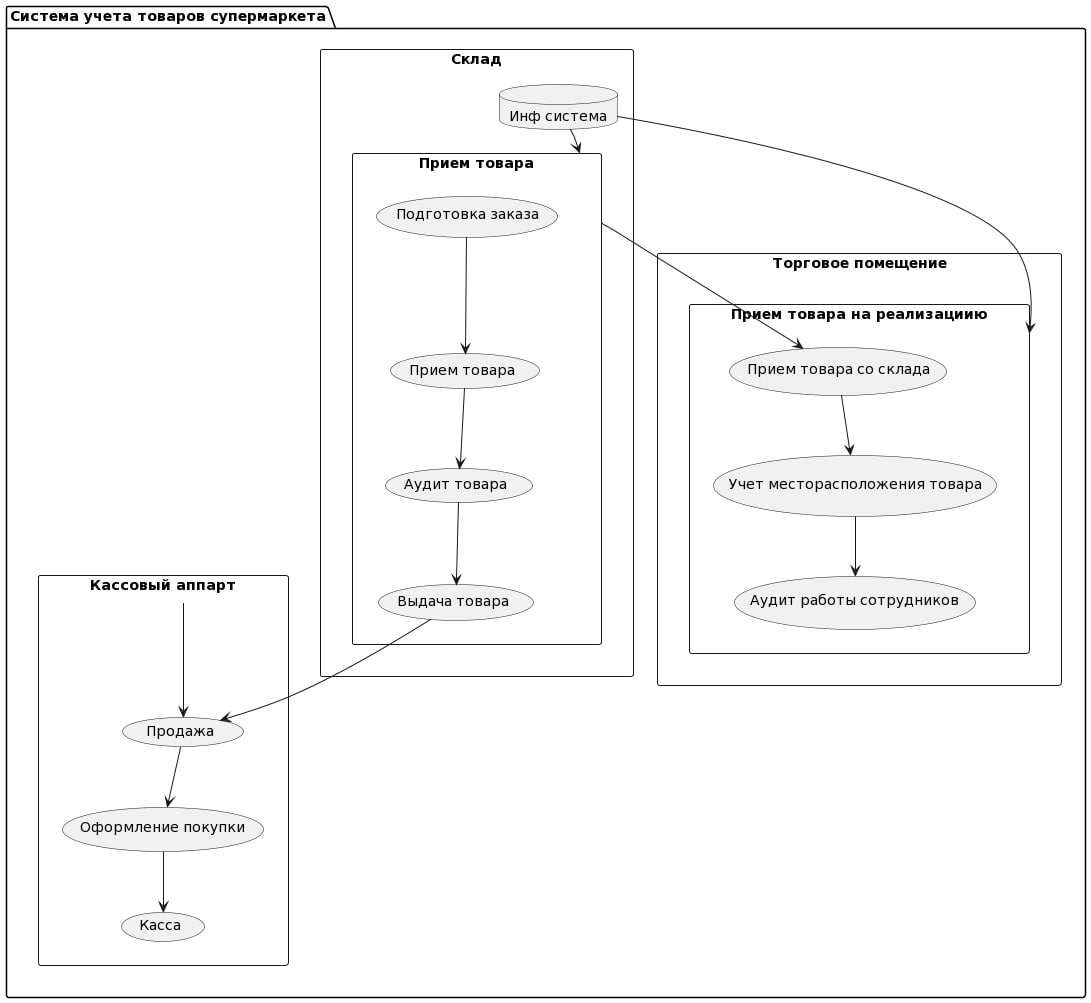 Система учета товаров супермаркета
Склад
Инф система
Прием товара
Подготовка заказа
Прием товара
Аудит товара
Выдача товара
Торговое помещение
Прием товара на реализациию
Прием товара со склада
Учет месторасположения товара
Аудит работы сотрудников
Кассовый аппарт
Продажа
Оформление покупки
Касса